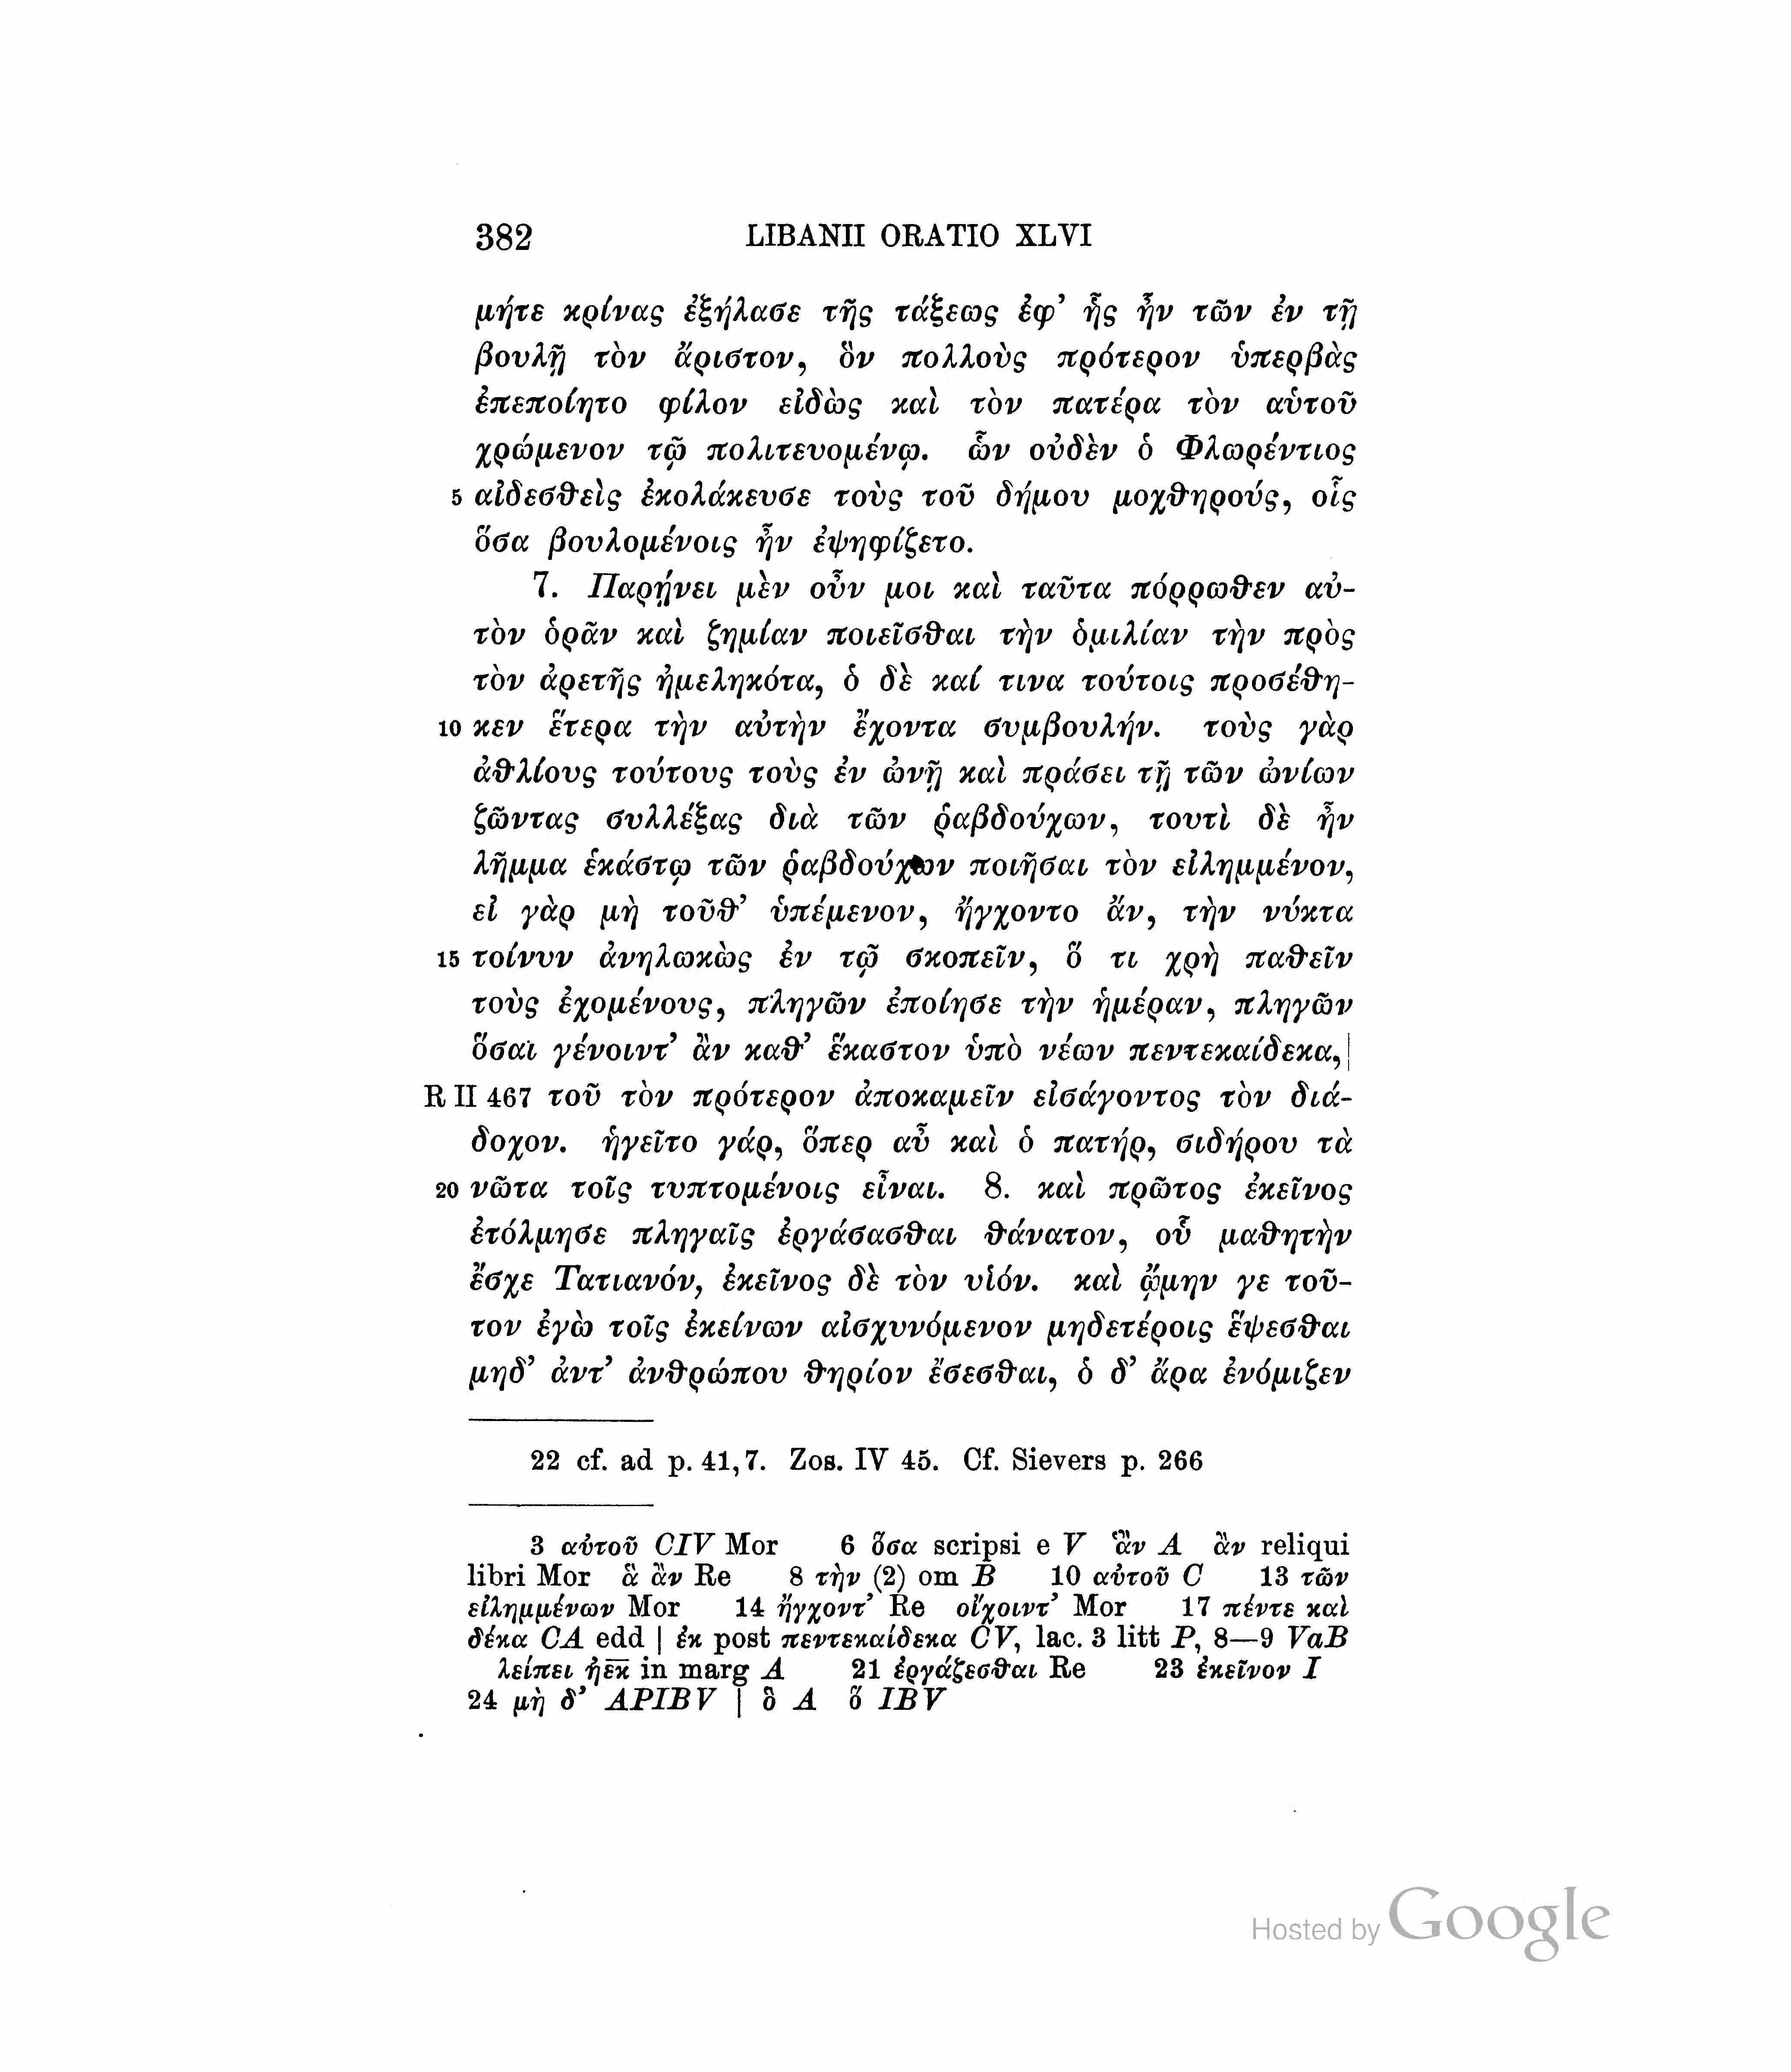 382 LIBANII ORATIO XLVI
μήτε κρίνας ἐξήλασε τῆς τάξεως ἐφ’ ἧς ἦν τῶν ἐν τῇ
βουλῇ τὸν ἄριστον, ὃν πολλοὺς πρότερον ὑπερβὰς
ἐπεποίητο φίλον εἰδὼς καὶ τὸν πατέρα τὸν αὑτοῦ
χρώμενον τῷ πολιτευομένῳ. ὧν οὐδὲν ὁ Φλωρέντιος
5 αἰδεσθεὶς ἐκολάκευσε τοὺς τοῦ δήμου μοχθηρούς, οἷς
ὅσα βουλομένοις ἦν ἐψηφίζετο.
7. Παρῄνει μὲν οὖν μοι καὶ ταῦτα πόρρωθεν αὐ-
τὸν ὁρᾶν καὶ ζημίαν ποιεῖσθαι τὴν ὁμιλίαν τὴν πρὸς
τὸν ἀρετῆς ἠμεληκότα, ὁ δὲ καί τινα τούτοις προσέθη-
10 κεν ἕτερα τὴν αὐτὴν ἔχοντα συμβουλήν. τοὺς γὰρ
ἀθλίους τούτους τοὺς ἐν ὠνῇ καὶ πράσει τῇ τῶν ὠνίων
ζῶντας συλλέξας διὰ τῶν ῥαβδούχων, τουτὶ δὲ ἦν
λῆμμα ἑκάστῳ τῶν ῥαβδούχων ποιῆσαι τὸν εἰλημμένον,
εἰ γὰρ μὴ τοῦθ’ ὑπέμενον, ἤγχοντο ἄν, τὴν νύκτα
15 τοίνυν ἀνηλωκὼς ἐν τῷ σκοπεῖν, ὅ τι χρὴ παθεῖν
τοὺς ἐχομένους, πληγῶν ἐποίησε τὴν ἡμέραν, πληγῶν
ὅσαι γένοιντ’ ἂν καθ’ ἕκαστον ὑπὸ νέων πεντεκαίδεκα,|
R II 467 τοῦ τὸν πρότερον ἀποκαμεῖν εἰσάγοντος τὸν διά-
δοχον. ἡγεῖτο γάρ, ὅπερ αὖ καὶ ὁ πατήρ, σιδήρου τὰ
20 νῶτα τοῖς τυπτομένοις εἶναι. 8. καὶ πρῶτος ἐκεῖνος
ἐτόλμησε πληγαῖς ἐργάσασθαι θάνατον, οὗ μαθητὴν
ἔσχε Τατιανόν, ἐκεῖνος δὲ τὸν υἱόν. καὶ ᾤμην γε τοῦ-
τον ἐγὼ τοῖς ἐκείνων αἰσχυνόμενον μηδετέροις ἕψεσθαι
μηδ’ ἀντ’ ἀνθρώπου θηρίον ἔσεσθαι, ὁ δ’ ἄρα ἐνόμιζεν
22 cf. ad p. 41,7. Zos. IV 45. Cf. Sievers p. 266
3 αὐτοῦ CIV Mor 6 ὅσα scripsi e V ἃν A ἂν reliqui
libri Mor ἃ ἂν Re 8 τὴν (2) om B 10 αὐτοῦ C 13 τῶν
εἰλημμένων Mor 14 ἤγχοντ’ Re οἴχοιντ’ Mor 17 πέντε καὶ
δέκα CA edd | ἐκ post πεντεκαίδεκα CV, lac. 3 litt P, 8—9 VaB
λείπει ἡεκ in marg A 21 ἐργάζεσθαι Re 23 ἐκεῖνον I
24 μὴ δ’ APIBV | ὃ A ὅ IBV
Hosted by Google